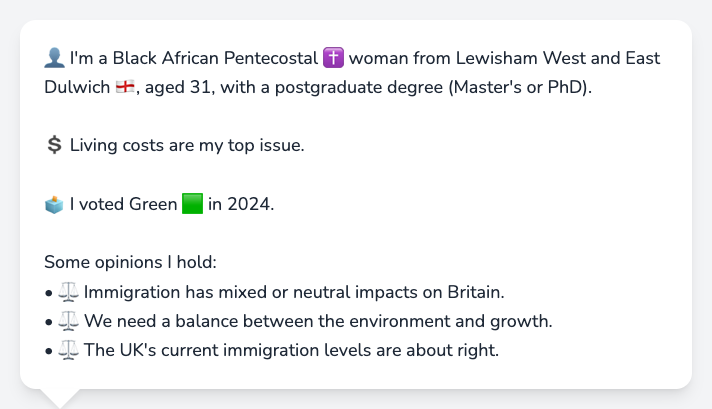 👤 I'm a Black African Pentecostal ✝️ woman from Lewisham West and East
Dulwich 🏴󠁧󠁢󠁥󠁮󠁧󠁿, aged 31, with a postgraduate degree (Master's or PhD).
💲 Living costs are my top issue.
🗳️ I voted Green 🟩 in 2024.
Some opinions I hold:
• ⚖️ Immigration has mixed or neutral impacts on Britain.
• ⚖️ We need a balance between the environment and growth.
• ⚖️ The UK's current immigration levels are about right.